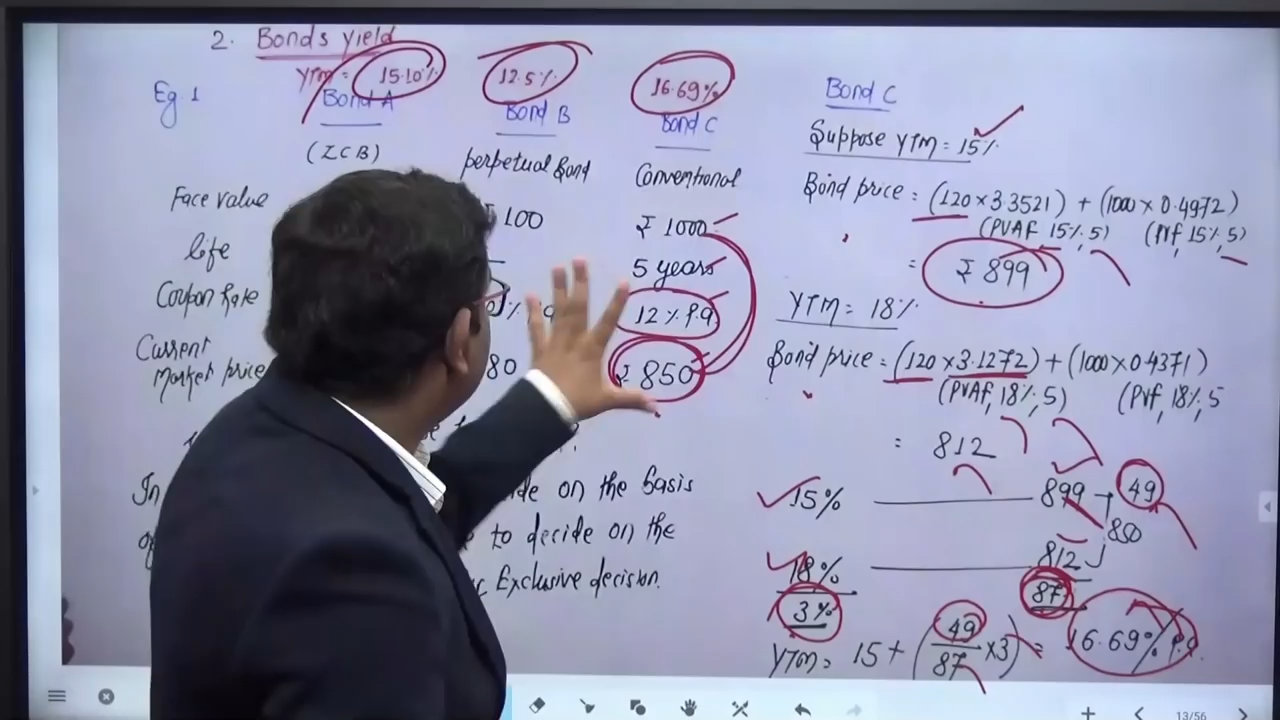 2. Bonds yield
YTM = 15.10% 12.5% 16.69%
Eg. 1 Bond A Bond B Bond C
(ZCB) perpetual Bond Conventional
Face value ₹ 100 ₹ 1000
life 5 years
Coupon Rate 12% P.a
Current
Market price 80 ₹ 850
In on the basis
to decide on the
Exclusive decision.
Bond C
Suppose YTM = 15%
Bond price = (120 × 3.3521) + (1000 × 0.4972)
(PVAF 15%, 5) (PVF 15%, 5)
= ₹ 899
YTM = 18%
Bond price = (120 × 3.1272) + (1000 × 0.4371)
(PVAF, 18%, 5) (PVF, 18%, 5
= 812
15% 899 49
850
18% 812
3% 87
YTM = 15 + (49/87 × 3) = 16.69% P.a.
13/56